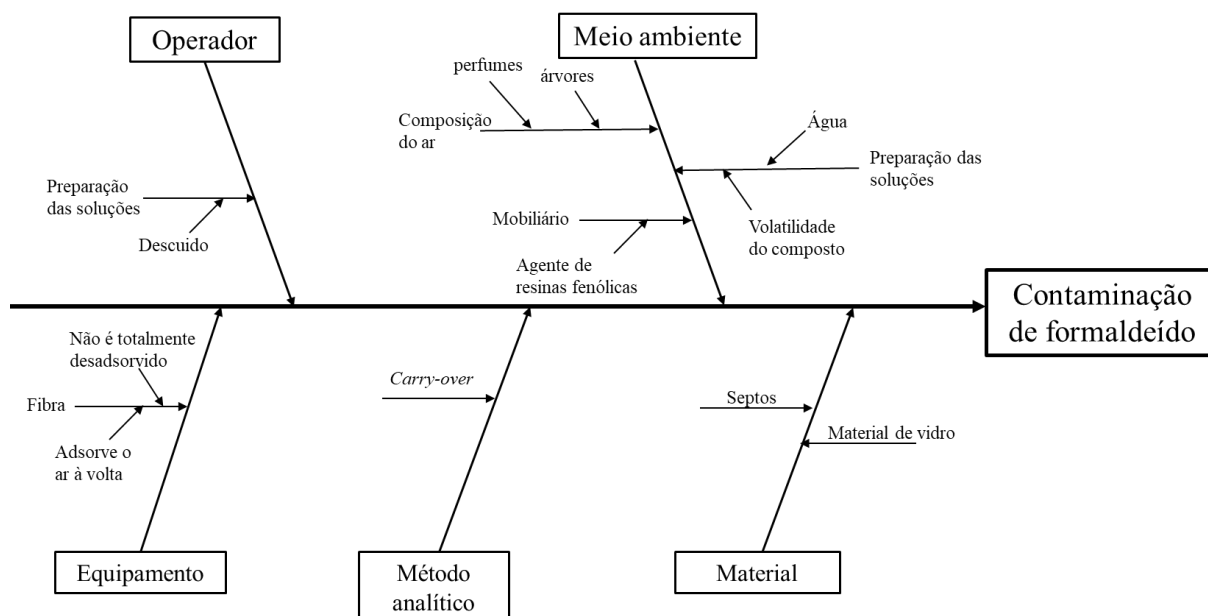 Operador
Meio ambiente
perfumes
árvores
Composição
do ar
Água
Preparação das
soluções
Preparação
das soluções
Descuido
Mobiliário
Volatilidade
do composto
Agente de
resinas fenólicas
Contaminação
de formaldeído
Não é totalmente
desadsorvido
Fibra
Adsorve o
ar à volta
Carry-over
Septos
Material de vidro
Equipamento
Método
analítico
Material